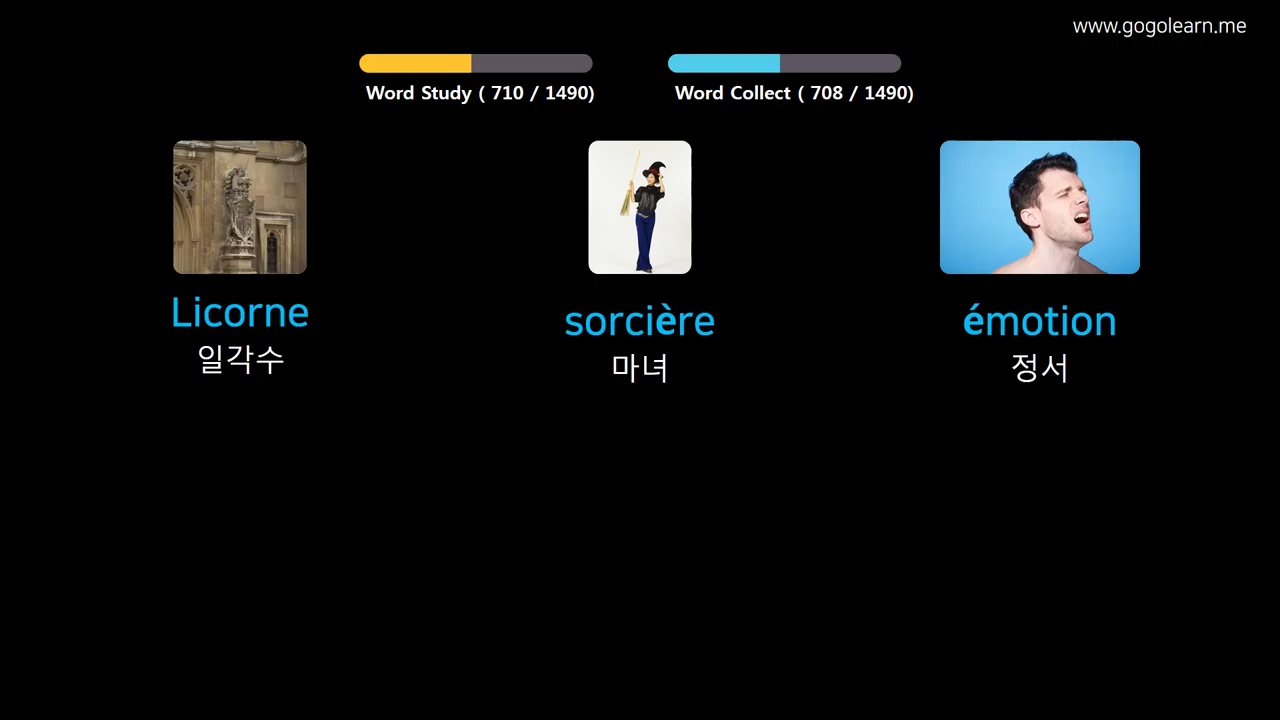 www.gogolearn.me
Word Study ( 710 / 1490)
Word Collect ( 708 / 1490)
Licorne
일각수
sorcière
마녀
émotion
정서